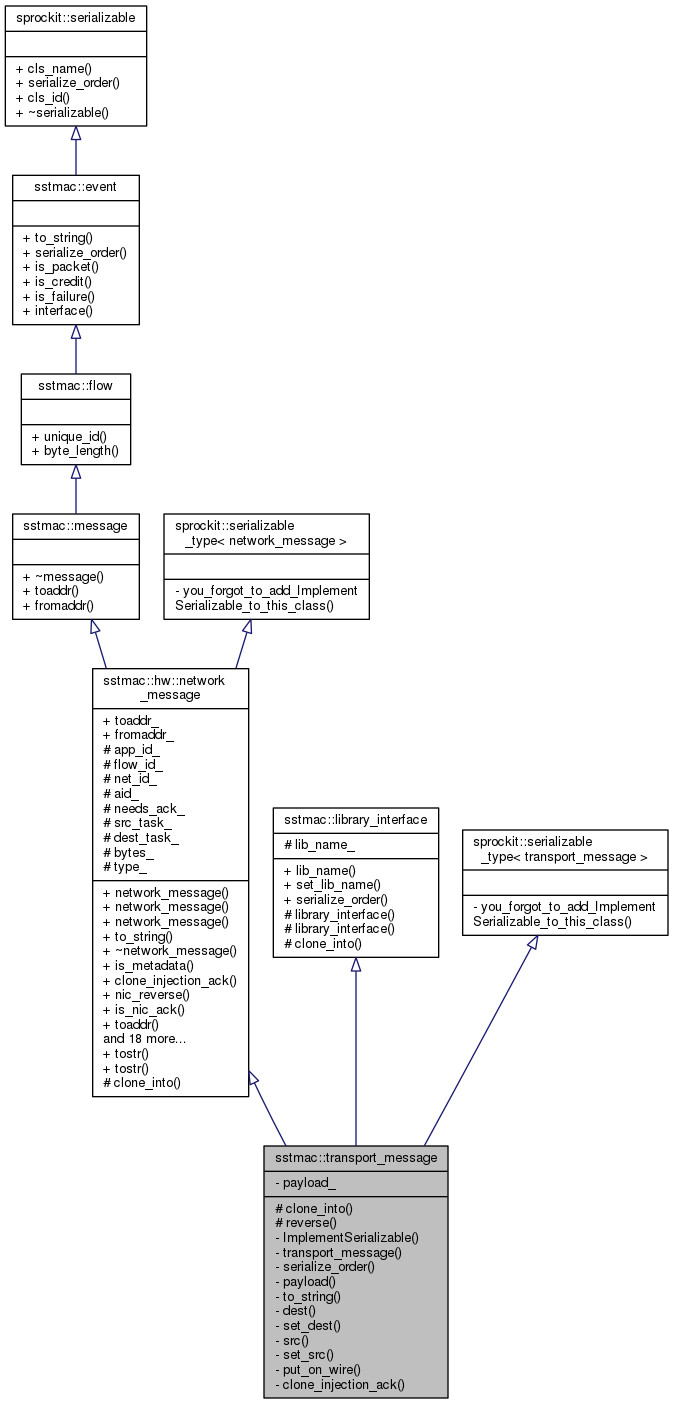 sprockit::serializable
+ cls_name()
+ serialize_order()
+ cls_id()
+ ~serializable()
sstmac::event
+ to_string()
+ serialize_order()
+ is_packet()
+ is_credit()
+ is_failure()
+ interface()
sstmac::flow
+ unique_id()
+ byte_length()
sstmac::message
+ ~message()
+ toaddr()
+ fromaddr()
sprockit::serializable
_type< network_message >
- you_forgot_to_add_Implement
Serializable_to_this_class()
sstmac::hw::network
_message
+ toaddr_
+ fromaddr_
# app_id_
# flow_id_
# net_id_
# aid_
# needs_ack_
# src_task_
# dest_task_
# bytes_
# type_
+ network_message()
+ network_message()
+ network_message()
+ to_string()
+ ~network_message()
+ is_metadata()
+ clone_injection_ack()
+ nic_reverse()
+ is_nic_ack()
+ toaddr()
and 18 more...
+ tostr()
+ tostr()
# clone_into()
sstmac::library_interface
# lib_name_
+ lib_name()
+ set_lib_name()
+ serialize_order()
# library_interface()
# library_interface()
# clone_into()
sprockit::serializable
_type< transport_message >
- you_forgot_to_add_Implement
Serializable_to_this_class()
sstmac::transport_message
- payload_
# clone_into()
# reverse()
- ImplementSerializable()
- transport_message()
- serialize_order()
- payload()
- to_string()
- dest()
- set_dest()
- src()
- set_src()
- put_on_wire()
- clone_injection_ack()